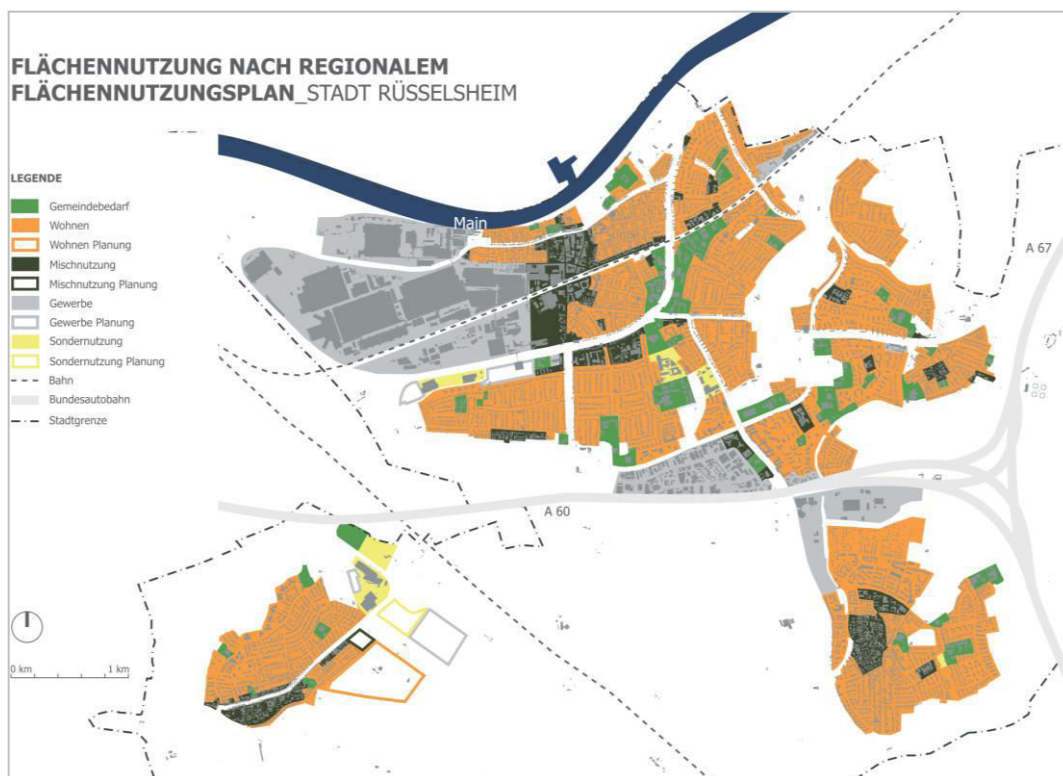 FLÄCHENNUTZUNG NACH REGIONALEM
FLÄCHENNUTZUNGSPLAN_STADT RÜSSELSHEIM
LEGENDE
Gemeindebedarf
Wohnen
Wohnen Planung
Mischnutzung
Mischnutzung Planung
Gewerbe
Gewerbe Planung
Sondernutzung
Sondernutzung Planung
Bahn
Bundesautobahn
Stadtgrenze
Main
A 67
A 60
0 km 1 km